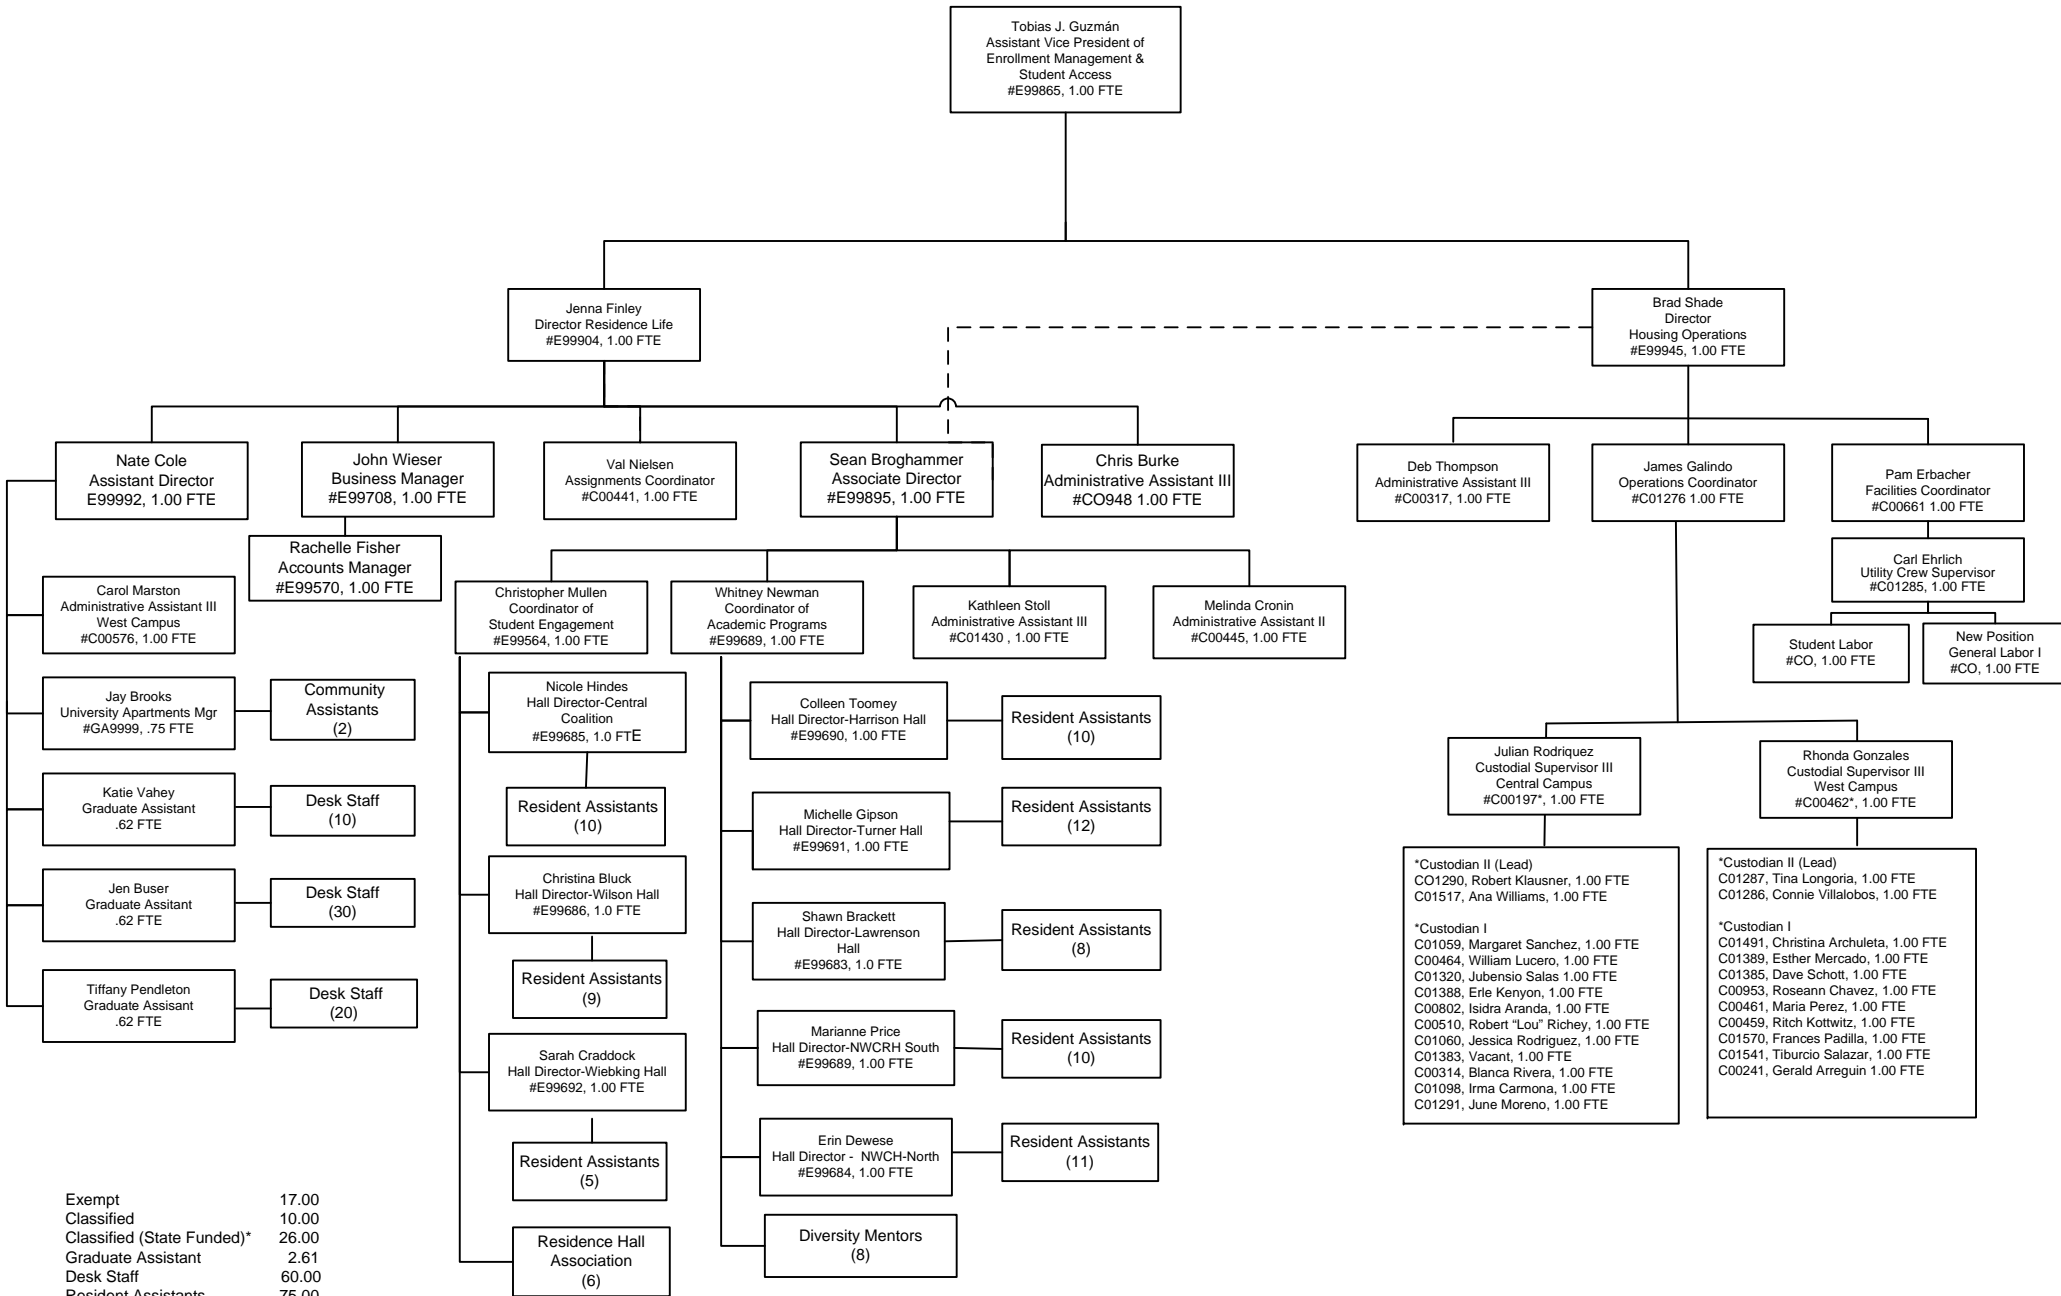 Tobias J. Guzmán
Assistant Vice President of
Enrollment Management &
Student Access
#E99865, 1.00 FTE
Jenna Finley
Director Residence Life
#E99904, 1.00 FTE
Brad Shade
Director
Housing Operations
#E99945, 1.00 FTE
Nate Cole
Assistant Director
E99992, 1.00 FTE
John Wieser
Business Manager
#E99708, 1.00 FTE
Val Nielsen
Assignments Coordinator
#C00441, 1.00 FTE
Sean Broghammer
Associate Director
#E99895, 1.00 FTE
Chris Burke
Administrative Assistant III
#CO948 1.00 FTE
Deb Thompson
Administrative Assistant III
#C00317, 1.00 FTE
James Galindo
Operations Coordinator
#C01276 1.00 FTE
Pam Erbacher
Facilities Coordinator
#C00661 1.00 FTE
Rachelle Fisher
Accounts Manager
#E99570, 1.00 FTE
Carl Ehrlich
Utility Crew Supervisor
#C01285, 1.00 FTE
Student Labor
#CO, 1.00 FTE
New Position
General Labor I
#CO, 1.00 FTE
Carol Marston
Administrative Assistant III
West Campus
#C00576, 1.00 FTE
Christopher Mullen
Coordinator of
Student Engagement
#E99564, 1.00 FTE
Whitney Newman
Coordinator of
Academic Programs
#E99689, 1.00 FTE
Kathleen Stoll
Administrative Assistant III
#C01430 , 1.00 FTE
Melinda Cronin
Administrative Assistant II
#C00445, 1.00 FTE
Jay Brooks
University Apartments Mgr
#GA9999, .75 FTE
Community
Assistants
(2)
Katie Vahey
Graduate Assistant
.62 FTE
Desk Staff
(10)
Jen Buser
Graduate Assitant
.62 FTE
Desk Staff
(30)
Tiffany Pendleton
Graduate Assisant
.62 FTE
Desk Staff
(20)
Nicole Hindes
Hall Director-Central
Coalition
#E99685, 1.0 FTE
Resident Assistants
(10)
Christina Bluck
Hall Director-Wilson Hall
#E99686, 1.0 FTE
Resident Assistants
(9)
Sarah Craddock
Hall Director-Wiebking Hall
#E99692, 1.00 FTE
Resident Assistants
(5)
Residence Hall
Association
(6)
Colleen Toomey
Hall Director-Harrison Hall
#E99690, 1.00 FTE
Resident Assistants
(10)
Michelle Gipson
Hall Director-Turner Hall
#E99691, 1.00 FTE
Resident Assistants
(12)
Shawn Brackett
Hall Director-Lawrenson
Hall
#E99683, 1.0 FTE
Resident Assistants
(8)
Marianne Price
Hall Director-NWCRH South
#E99689, 1.00 FTE
Resident Assistants
(10)
Erin Dewese
Hall Director - NWCH-North
#E99684, 1.00 FTE
Resident Assistants
(11)
Diversity Mentors
(8)
Julian Rodriquez
Custodial Supervisor III
Central Campus
#C00197*, 1.00 FTE
Rhonda Gonzales
Custodial Supervisor III
West Campus
#C00462*, 1.00 FTE
*Custodian II (Lead)
CO1290, Robert Klausner, 1.00 FTE
C01517, Ana Williams, 1.00 FTE
*Custodian I
C01059, Margaret Sanchez, 1.00 FTE
C00464, William Lucero, 1.00 FTE
C01320, Jubensio Salas 1.00 FTE
C01388, Erle Kenyon, 1.00 FTE
C00802, Isidra Aranda, 1.00 FTE
C00510, Robert “Lou” Richey, 1.00 FTE
C01060, Jessica Rodriguez, 1.00 FTE
C01383, Vacant, 1.00 FTE
C00314, Blanca Rivera, 1.00 FTE
C01098, Irma Carmona, 1.00 FTE
C01291, June Moreno, 1.00 FTE
*Custodian II (Lead)
C01287, Tina Longoria, 1.00 FTE
C01286, Connie Villalobos, 1.00 FTE
*Custodian I
C01491, Christina Archuleta, 1.00 FTE
C01389, Esther Mercado, 1.00 FTE
C01385, Dave Schott, 1.00 FTE
C00953, Roseann Chavez, 1.00 FTE
C00461, Maria Perez, 1.00 FTE
C00459, Ritch Kottwitz, 1.00 FTE
C01570, Frances Padilla, 1.00 FTE
C01541, Tiburcio Salazar, 1.00 FTE
C00241, Gerald Arreguin 1.00 FTE
Exempt 17.00
Classified 10.00
Classified (State Funded)* 26.00
Graduate Assistant 2.61
Desk Staff 60.00
Resident Assistants 75.00